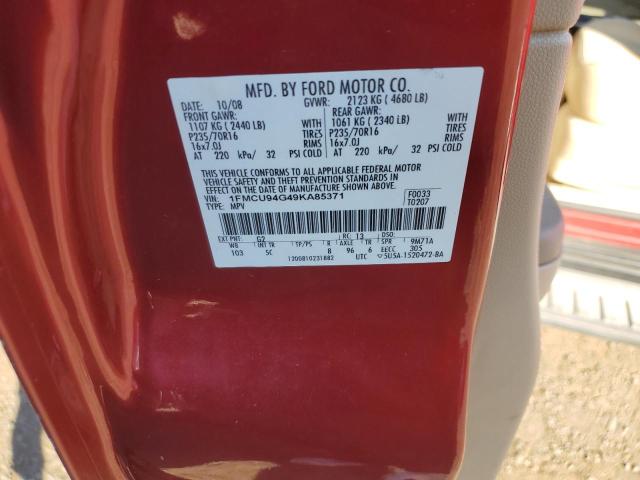 MFD. BY FORD MOTOR CO.
DATE: 10/08 GVWR: 2123 KG ( 4680 LB)
FRONT GAWR: REAR GAWR:
1107 KG ( 2440 LB) WITH 1061 KG ( 2340 LB) WITH
P235/70R16 TIRES P235/70R16 TIRES
16x7.0J RIMS 16x7.0J RIMS
AT 220 kPa/ 32 PSI COLD AT 220 kPa/ 32 PSI COLD
THIS VEHICLE CONFORMS TO ALL APPLICABLE FEDERAL MOTOR
VEHICLE SAFETY AND THEFT PREVENTION STANDARDS IN
EFFECT ON THE DATE OF MANUFACTURE SHOWN ABOVE.
VIN: 1FMCU94G49KA85371 F0033
TYPE: MPV T0207
EXT PNT: G2 RC: 13 DSO:
WB INT TR TP/PS R AXLE TR SPR 9M71A
103 5C 8 96 6 EECC 305
1200810231882 UTC 5U5A-1520472-BA